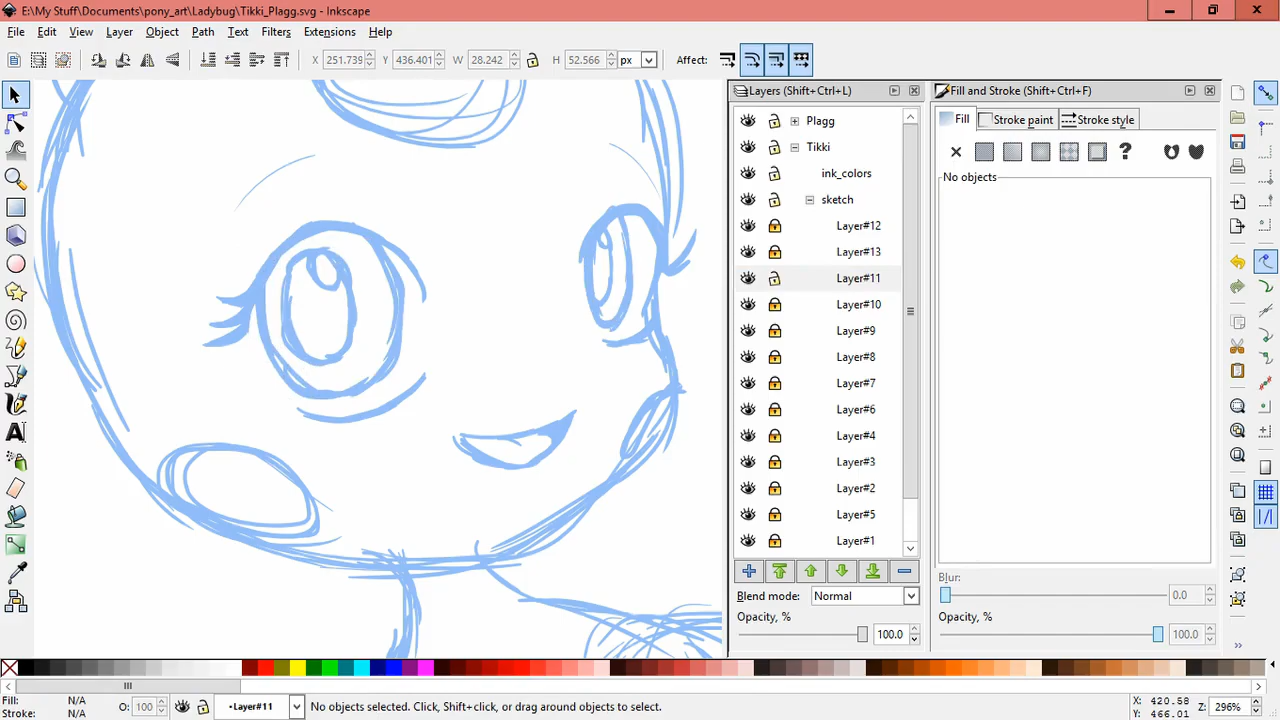 E:\My Stuff\Documents\pony_art\Ladybug\Tikki_Plagg.svg - Inkscape
File Edit View Layer Object Path Filters Text Extensions Help
X 251.739 Y 436.401 W 28.242 H 52.566 px Affect:
Layers (Shift+Ctrl+L)
Plagg
Tikki
ink_colors
sketch
Layer#12
Layer#13
Layer#11
Layer#10
Layer#9
Layer#8
Layer#7
Layer#6
Layer#4
Layer#3
Layer#2
Layer#5
Layer#1
Blend mode: Normal
Opacity, %
100.0
Fill and Stroke (Shift+Ctrl+F)
Fill Stroke paint Stroke style
?
No objects
Blur:
0.0
Opacity, %
100.0
A
Fill: N/A
Stroke: N/A
O: 100
•Layer#11
No objects selected. Click, Shift+click, or drag around objects to select.
X: 420.58
Y: 466.01
Z: 296%